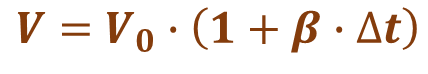 V = V₀ · (1 + β · Δt)